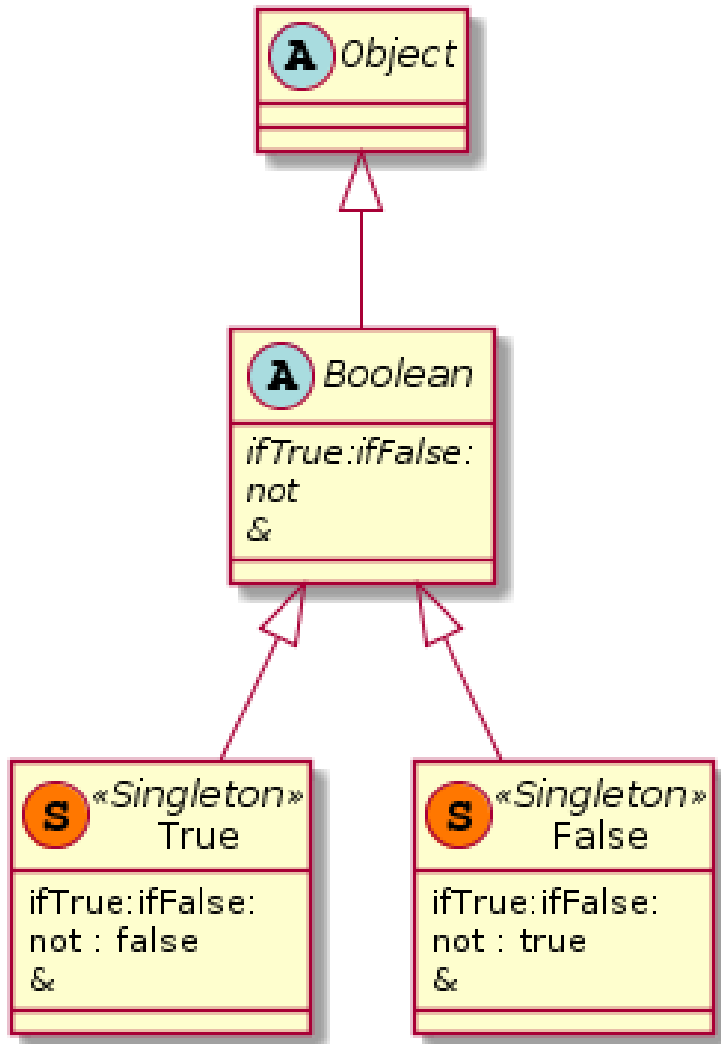 A Object
A Boolean
ifTrue:ifFalse:
not
&
S «Singleton»
True
ifTrue:ifFalse:
not : false
&
S «Singleton»
False
ifTrue:ifFalse:
not : true
&